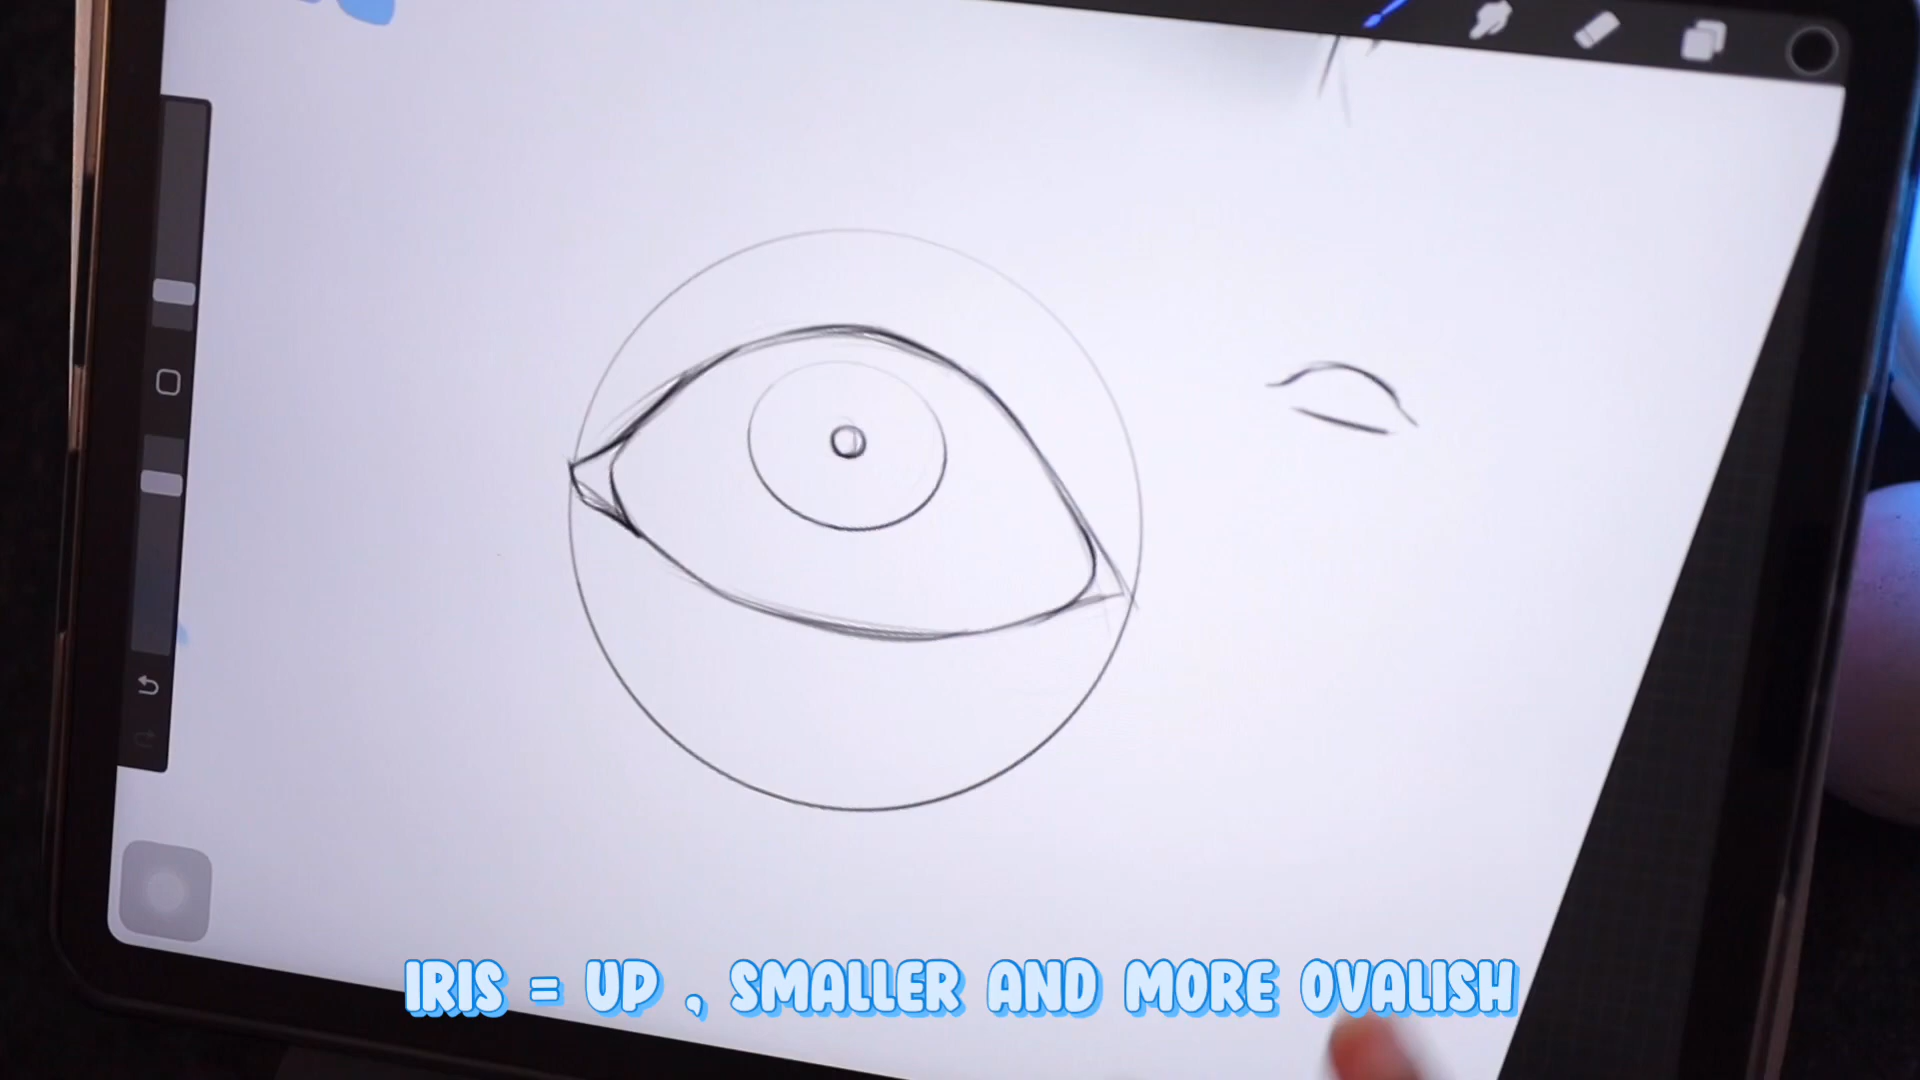 IRIS = UP , SMALLER AND MORE OVALISH